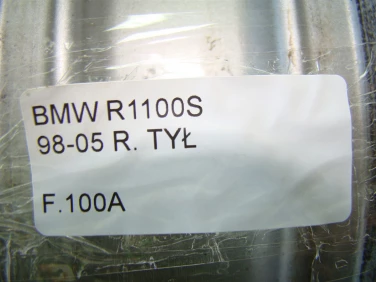 BMW R1100S
98-05 R. TYŁ
F.100A